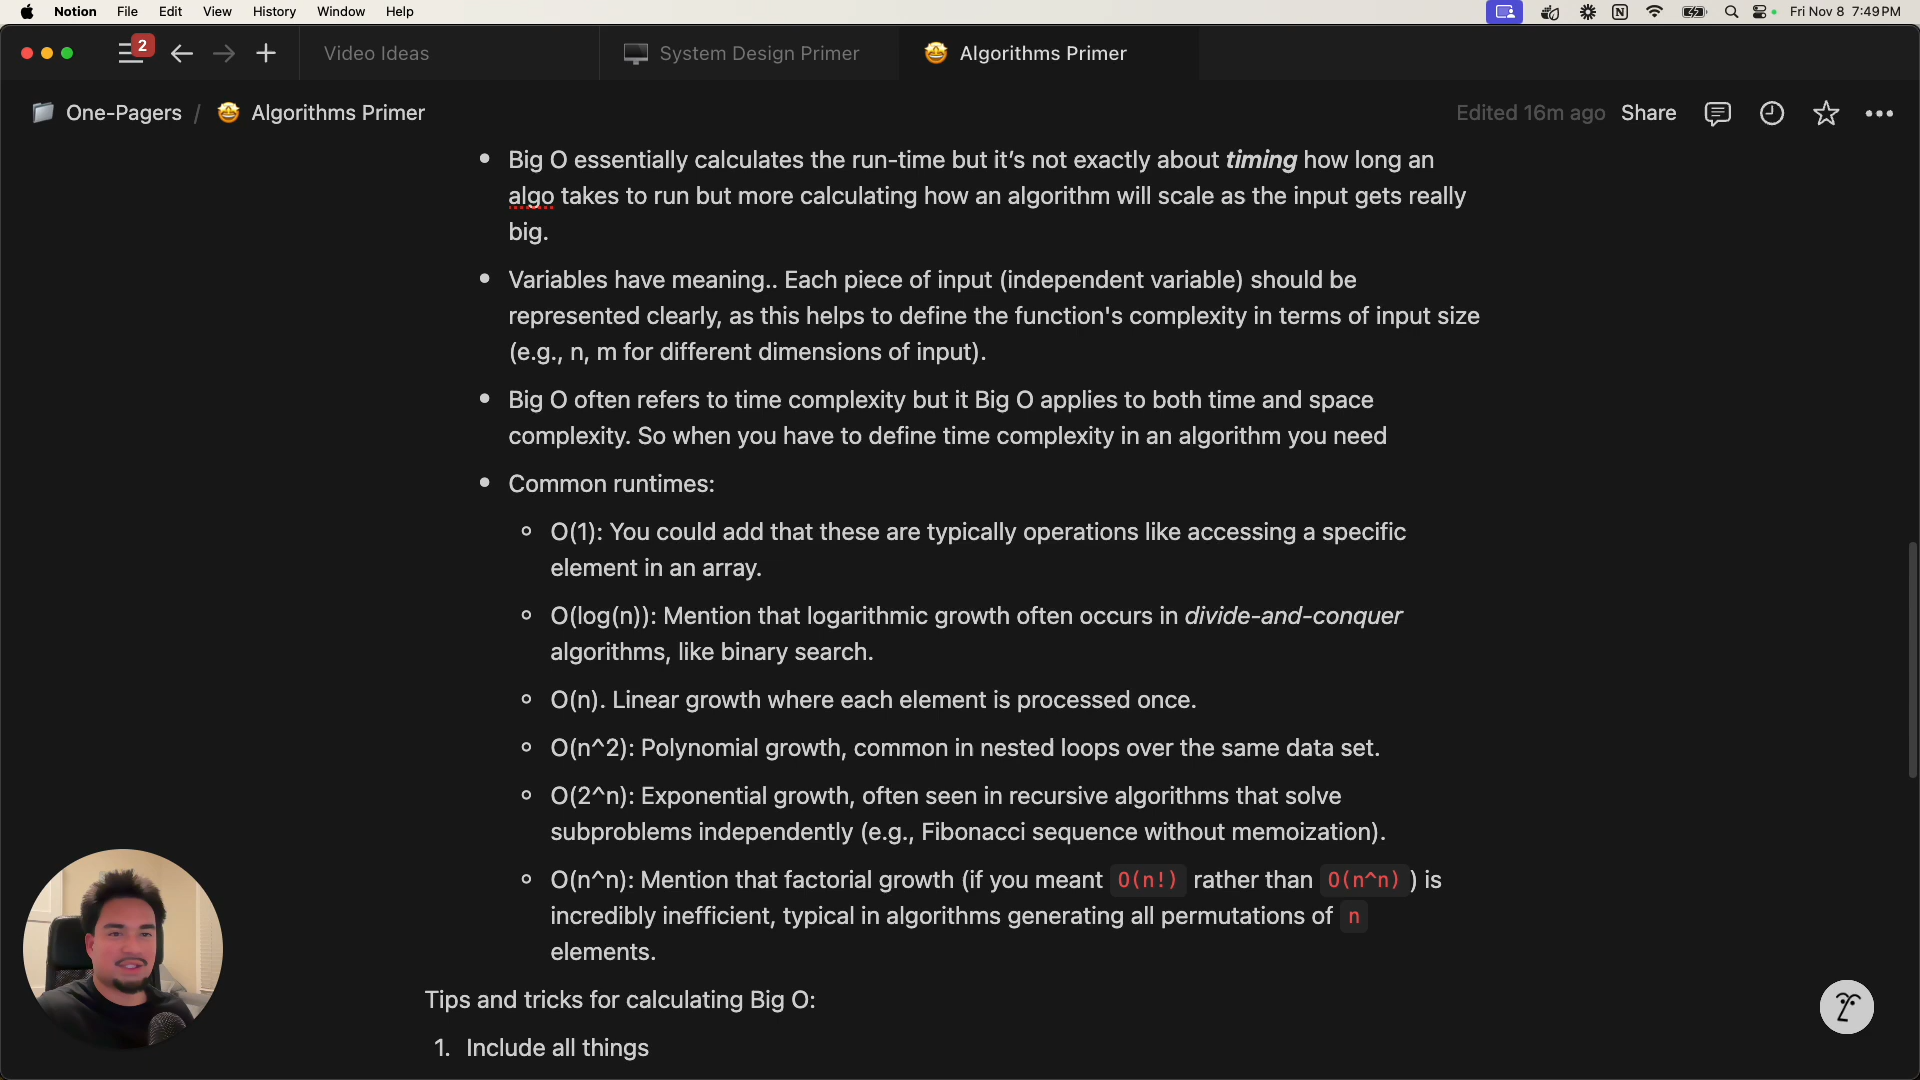 Notion File Edit View History Window Help Fri Nov 8 7:49 PM
2 Video Ideas System Design Primer Algorithms Primer
One-Pagers / Algorithms Primer Edited 16m ago Share
• Big O essentially calculates the run-time but it’s not exactly about timing how long an
algo takes to run but more calculating how an algorithm will scale as the input gets really
big.
• Variables have meaning.. Each piece of input (independent variable) should be
represented clearly, as this helps to define the function's complexity in terms of input size
(e.g., n, m for different dimensions of input).
• Big O often refers to time complexity but it Big O applies to both time and space
complexity. So when you have to define time complexity in an algorithm you need
• Common runtimes:
◦ O(1): You could add that these are typically operations like accessing a specific
element in an array.
◦ O(log(n)): Mention that logarithmic growth often occurs in divide-and-conquer
algorithms, like binary search.
◦ O(n). Linear growth where each element is processed once.
◦ O(n^2): Polynomial growth, common in nested loops over the same data set.
◦ O(2^n): Exponential growth, often seen in recursive algorithms that solve
subproblems independently (e.g., Fibonacci sequence without memoization).
◦ O(n^n): Mention that factorial growth (if you meant O(n!) rather than O(n^n) ) is
incredibly inefficient, typical in algorithms generating all permutations of n
elements.
Tips and tricks for calculating Big O:
1. Include all things